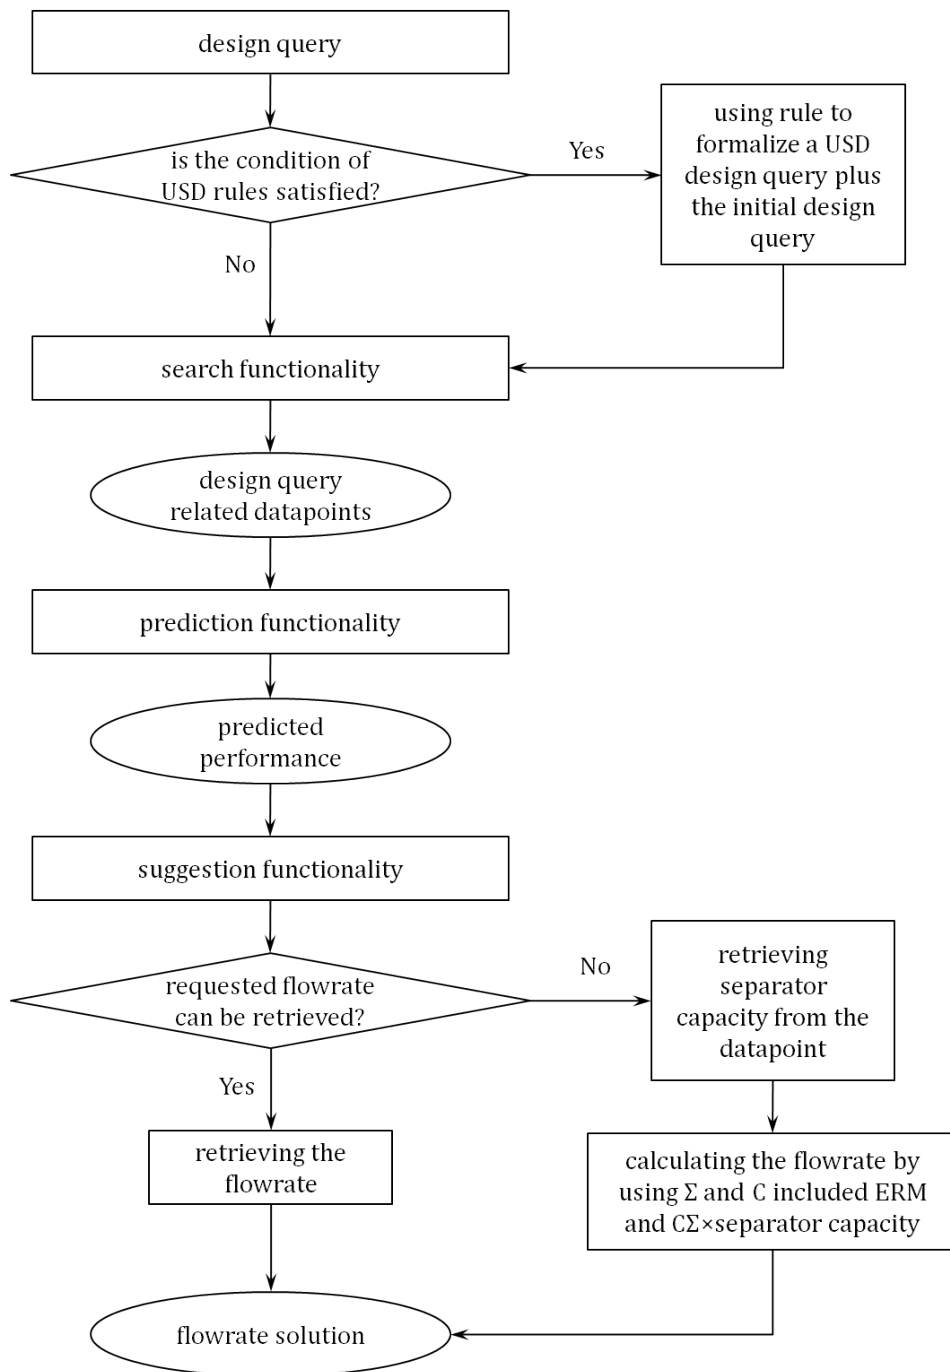 design query
is the condition of
USD rules satisfied?
Yes
using rule to
formalize a USD
design query plus
the initial design
query
No
search functionality
design query
related datapoints
prediction functionality
predicted
performance
suggestion functionality
requested flowrate
can be retrieved?
No
retrieving
separator
capacity from the
datapoint
Yes
retrieving the
flowrate
calculating the flowrate by
using Σ and C included ERM
and CΣ×separator capacity
flowrate solution